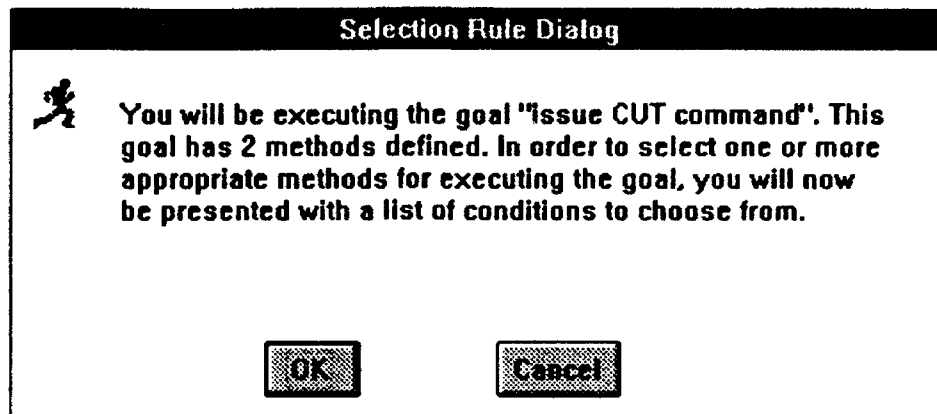 Selection Rule Dialog
You will be executing the goal "issue CUT command". This
goal has 2 methods defined. In order to select one or more
appropriate methods for executing the goal, you will now
be presented with a list of conditions to choose from.
OK Cancel